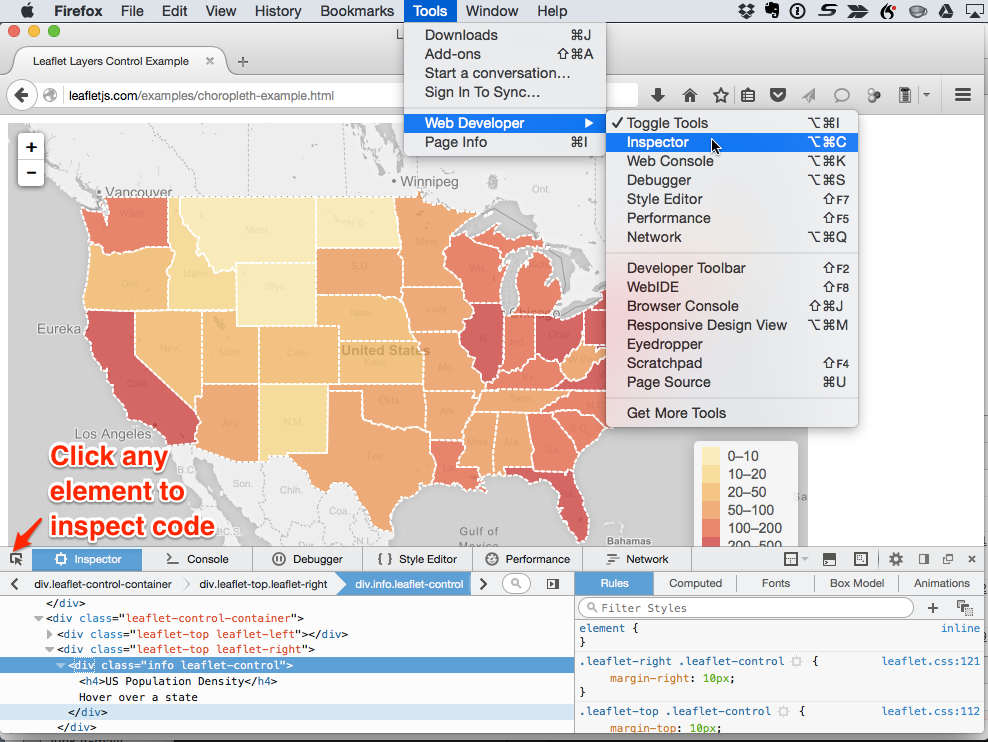 Firefox File Edit View History Bookmarks Tools Window Help
Leaflet Layers Control Example
leafletjs.com/examples/choropleth-example.html
Downloads ⌘J
Add-ons ⇧⌘A
Start a conversation…
Sign In To Sync…
Web Developer ▶
Page Info ⌘I
✓ Toggle Tools ⌥⌘I
Inspector ⌥⌘C
Web Console ⌥⌘K
Debugger ⌥⌘S
Style Editor ⇧F7
Performance ⇧F5
Network ⌥⌘Q
Developer Toolbar ⇧F2
WebIDE ⇧F8
Browser Console ⇧⌘J
Responsive Design View ⌥⌘M
Eyedropper
Scratchpad ⇧F4
Page Source ⌘U
Get More Tools
+
−
Vancouver
Winnipeg
Ont.
Wash.
Mont.
N.D.
Minn.
Ore.
Idaho
Wyo.
S.D.
Wis.
Mich.
Eureka
Nev.
Utah
Colo.
Nebr.
Iowa
Chicago
United States
Kans.
Mo.
Ill.
Ind.
Ohio
Ky.
Calif.
Ariz.
N.M.
Okla.
Ark.
Tenn.
N.C.
Los Angeles
Tex.
La.
Miss.
Ala.
Ga.
S.C.
B.C.
Son.
Chih.
Coa.
Fla.
Gulf of
Mexico
Bahamas
0–10
10–20
20–50
50–100
100–200
200–500
Click any
element to
inspect code
Inspector Console Debugger { } Style Editor Performance Network
div.leaflet-control-container div.leaflet-top.leaflet-right div.info.leaflet-control
</div>
<div class="leaflet-control-container">
<div class="leaflet-top leaflet-left"></div>
<div class="leaflet-top leaflet-right">
<div class="info leaflet-control">
<h4>US Population Density</h4>
Hover over a state
</div>
</div>
Rules Computed Fonts Box Model Animations
Filter Styles
element { inline
}
.leaflet-right .leaflet-control { leaflet.css:121
margin-right: 10px;
}
.leaflet-top .leaflet-control { leaflet.css:112
margin-top: 10px;